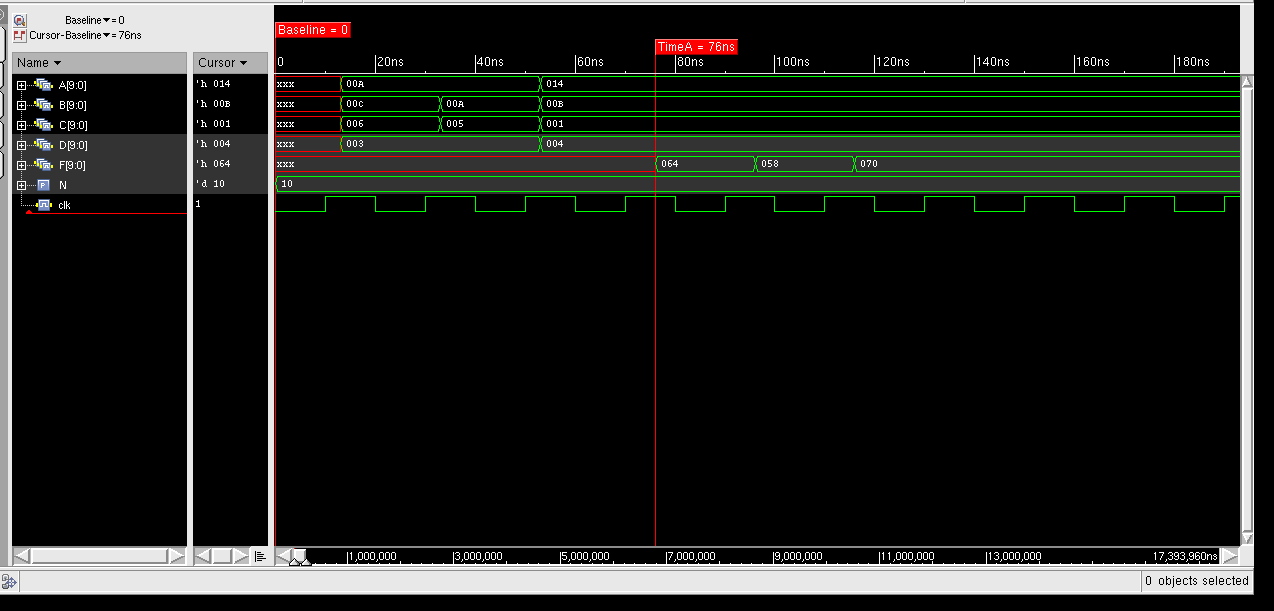 Baseline▼=0
Cursor-Baseline▼=76ns
Baseline = 0
TimeA = 76ns
Name▼ Cursor▼ 0 20ns 40ns 60ns 80ns 100ns 120ns 140ns 160ns 180ns
A[9:0] 'h 014 xxx 00A 014
B[9:0] 'h 00B xxx 00C 00A 00B
C[9:0] 'h 001 xxx 006 005 001
D[9:0] 'h 004 xxx 003 004
F[9:0] 'h 064 xxx 064 058 070
P N 'd 10 10
clk 1
1,000,000 3,000,000 5,000,000 7,000,000 9,000,000 11,000,000 13,000,000 17,393,960ns
0 objects selected